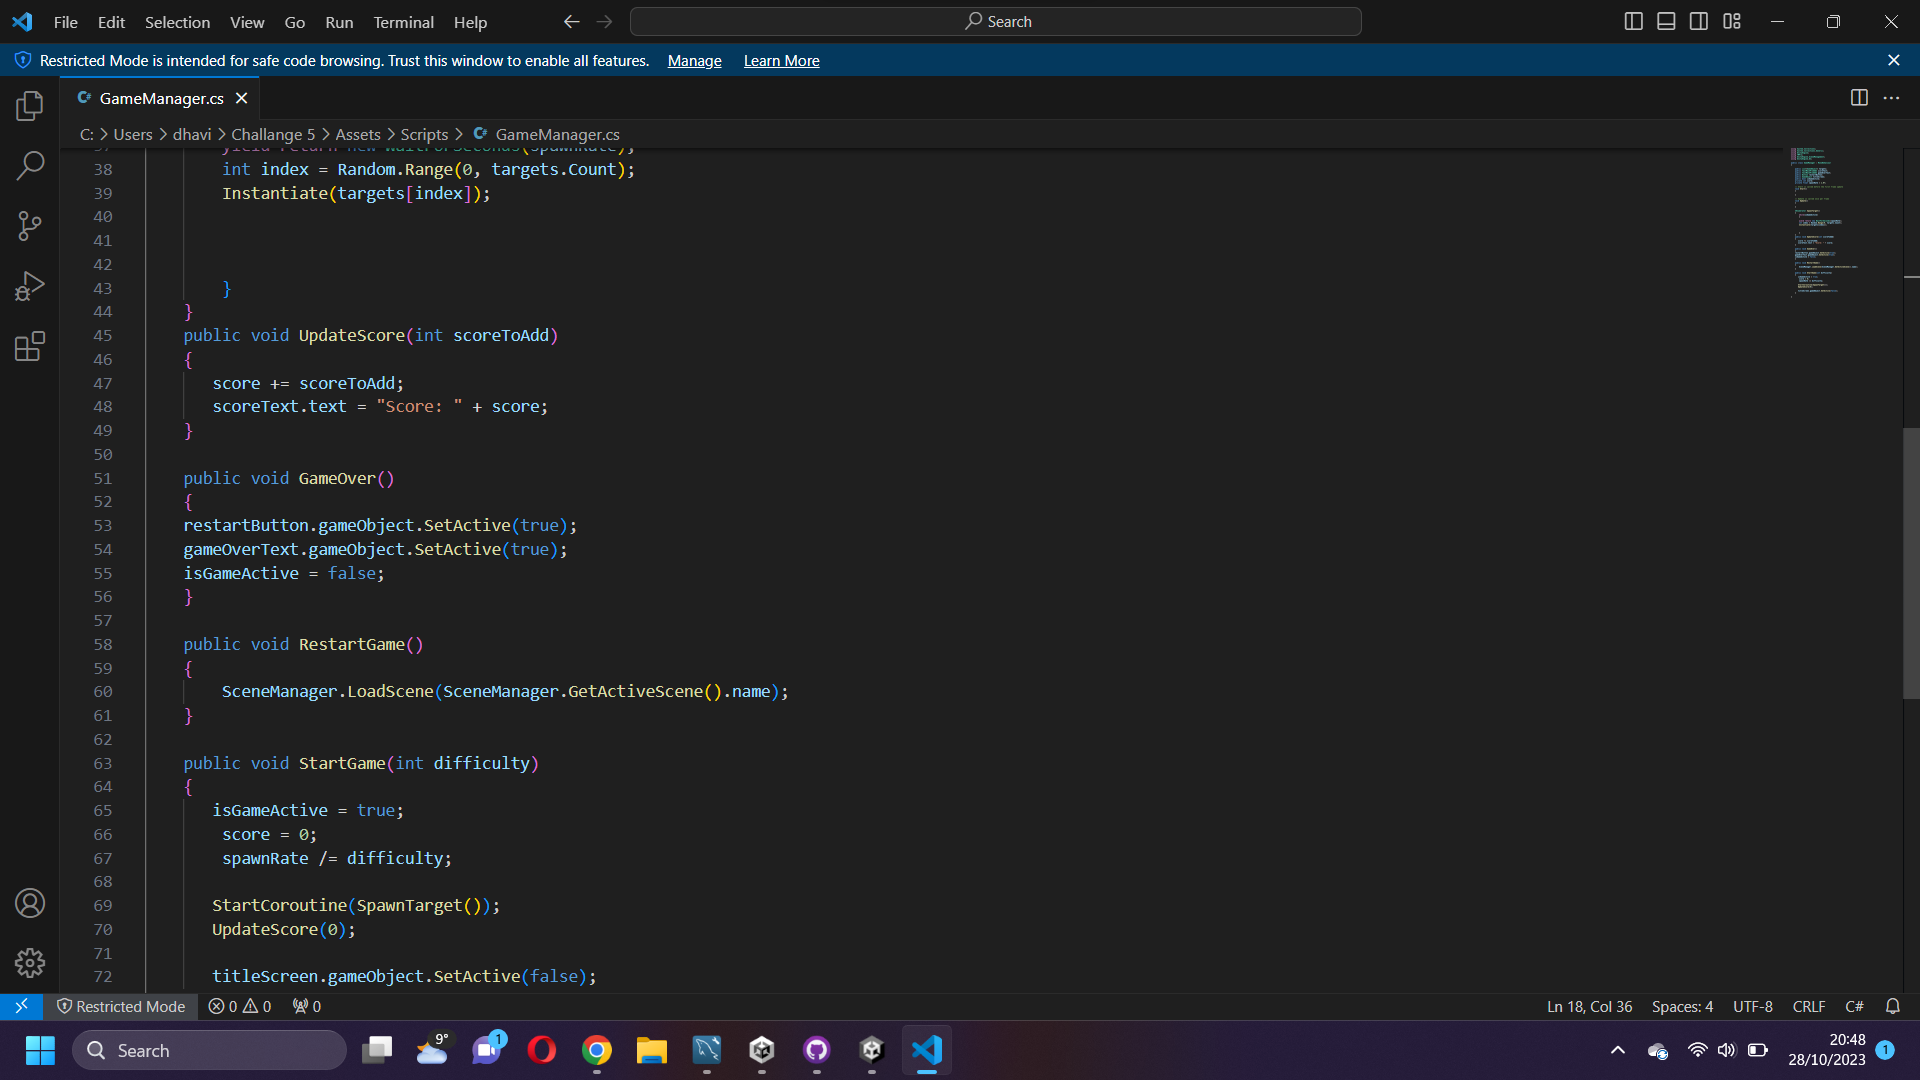 File Edit Selection View Go Run Terminal Help Search
Restricted Mode is intended for safe code browsing. Trust this window to enable all features. Manage Learn More
GameManager.cs
C: > Users > dhavi > Challange 5 > Assets > Scripts > GameManager.cs
37 yield return new WaitForSeconds(spawnRate);
38 int index = Random.Range(0, targets.Count);
39 Instantiate(targets[index]);
40
41
42
43 }
44 }
45 public void UpdateScore(int scoreToAdd)
46 {
47 score += scoreToAdd;
48 scoreText.text = "Score: " + score;
49 }
50
51 public void GameOver()
52 {
53 restartButton.gameObject.SetActive(true);
54 gameOverText.gameObject.SetActive(true);
55 isGameActive = false;
56 }
57
58 public void RestartGame()
59 {
60 SceneManager.LoadScene(SceneManager.GetActiveScene().name);
61 }
62
63 public void StartGame(int difficulty)
64 {
65 isGameActive = true;
66 score = 0;
67 spawnRate /= difficulty;
68
69 StartCoroutine(SpawnTarget());
70 UpdateScore(0);
71
72 titleScreen.gameObject.SetActive(false);
Restricted Mode 0 0 0 Ln 18, Col 36 Spaces: 4 UTF-8 CRLF C#
Search 9° 1 20:48
28/10/2023 1